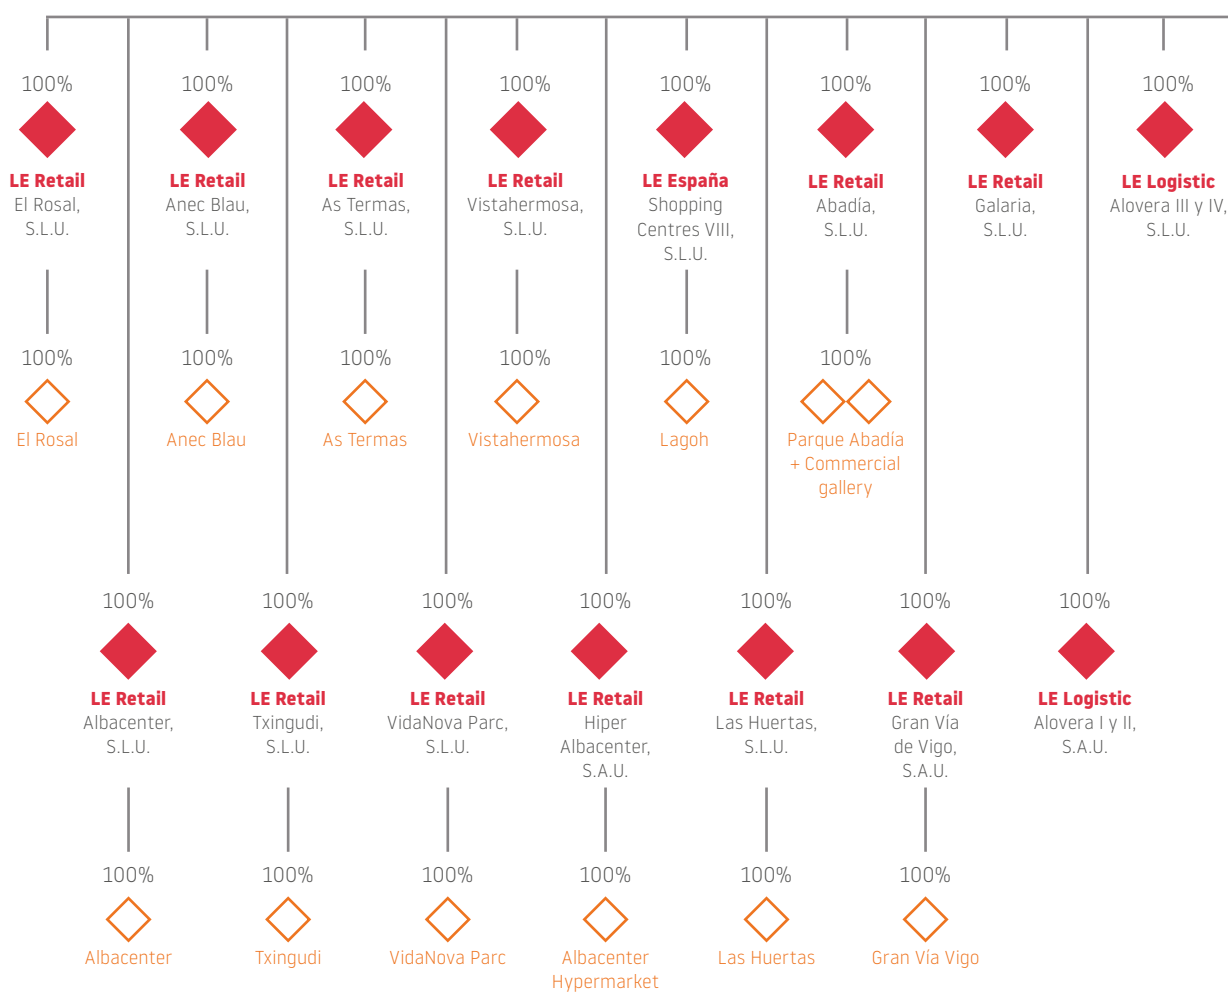 100% 100% 100% 100% 100% 100% 100% 100%
LE Retail LE Retail LE Retail LE Retail LE España LE Retail LE Retail LE Logistic
El Rosal, Anec Blau, As Termas, Vistahermosa, Shopping Abadía, Galaria, Alovera III y IV,
S.L.U. S.L.U. S.L.U. S.L.U. Centres VIII, S.L.U. S.L.U. S.L.U.
S.L.U.
100% 100% 100% 100% 100% 100%
El Rosal Anec Blau As Termas Vistahermosa Lagoh Parque Abadía
+ Commercial
gallery
100% 100% 100% 100% 100% 100% 100%
LE Retail LE Retail LE Retail LE Retail LE Retail LE Retail LE Logistic
Albacenter, Txingudi, VidaNova Parc, Hiper Las Huertas, Gran Vía Alovera I y II,
S.L.U. S.L.U. S.L.U. Albacenter, S.L.U. de Vigo, S.A.U.
S.A.U. S.A.U.
100% 100% 100% 100% 100% 100%
Albacenter Txingudi VidaNova Parc Albacenter Las Huertas Gran Vía Vigo
Hypermarket